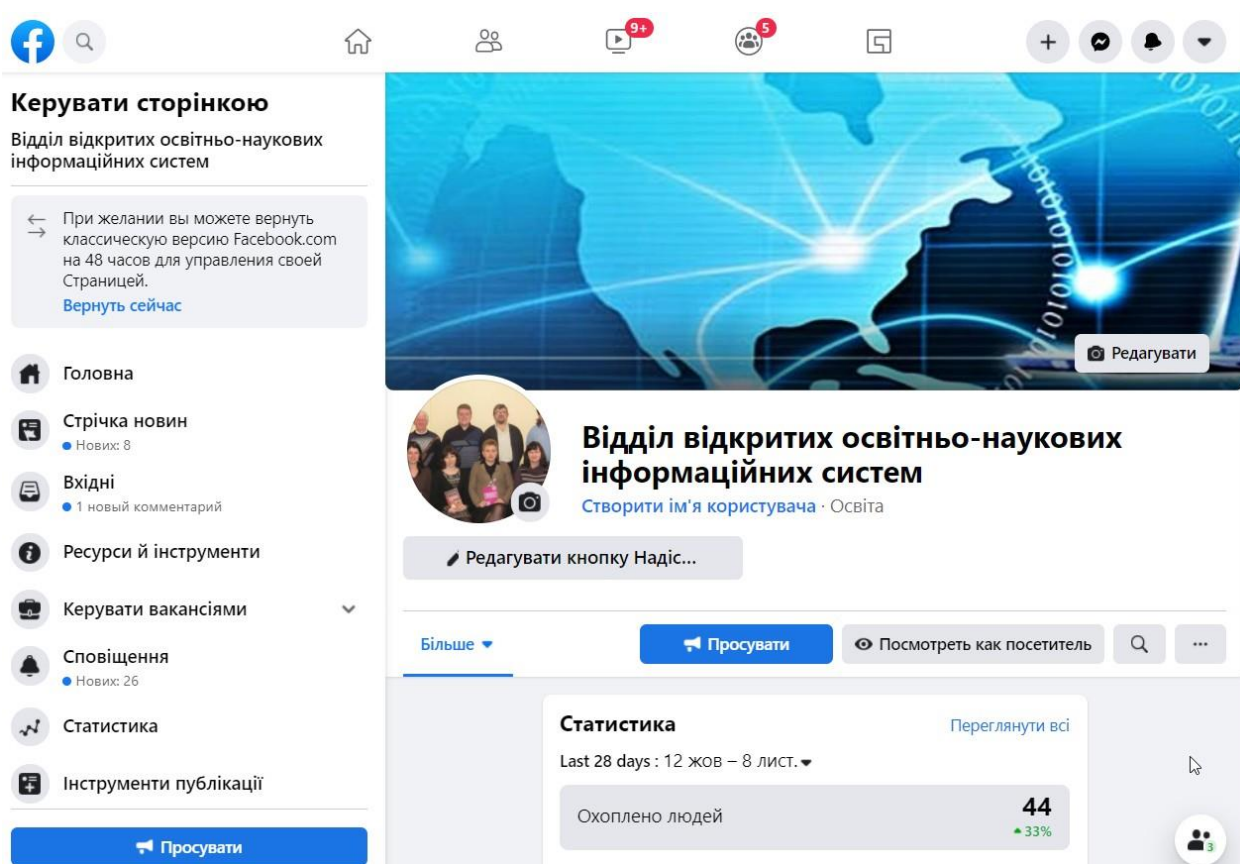 9+
5
Керувати сторінкою
Відділ відкритих освітньо-наукових
інформаційних систем
При желании вы можете вернуть
классическую версию Facebook.com
на 48 часов для управления своей
Страницей.
Вернуть сейчас
Головна
Стрічка новин
Нових: 8
Вхідні
1 новый комментарий
Ресурси й інструменти
Керувати вакансіями
Сповіщення
Нових: 26
Статистика
Інструменти публікації
Просувати
Редагувати
Відділ відкритих освітньо-наукових
інформаційних систем
Створити ім'я користувача · Освіта
Редагувати кнопку Надіс...
Більше
Просувати
Посмотреть как посетитель
Статистика
Переглянути всі
Last 28 days : 12 жов – 8 лист.
Охоплено людей
44
33%
3